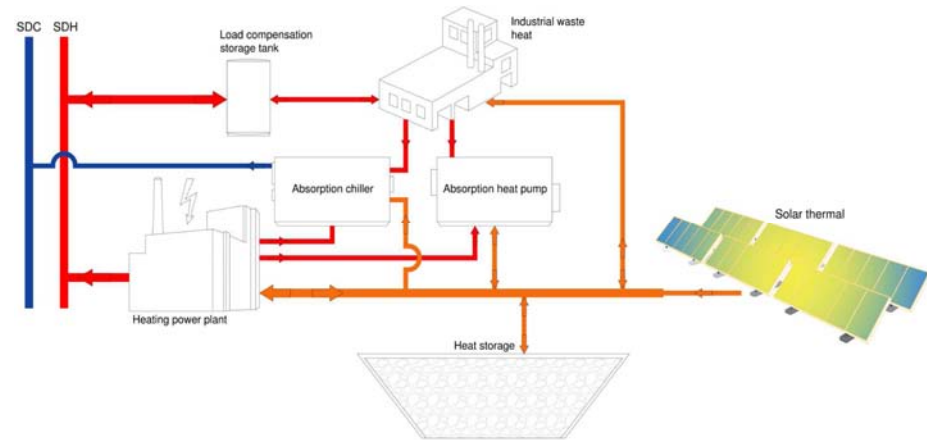 SDC
SDH
Load compensation
storage tank
Industrial waste
heat
Absorption chiller
Absorption heat pump
Solar thermal
Heating power plant
Heat storage